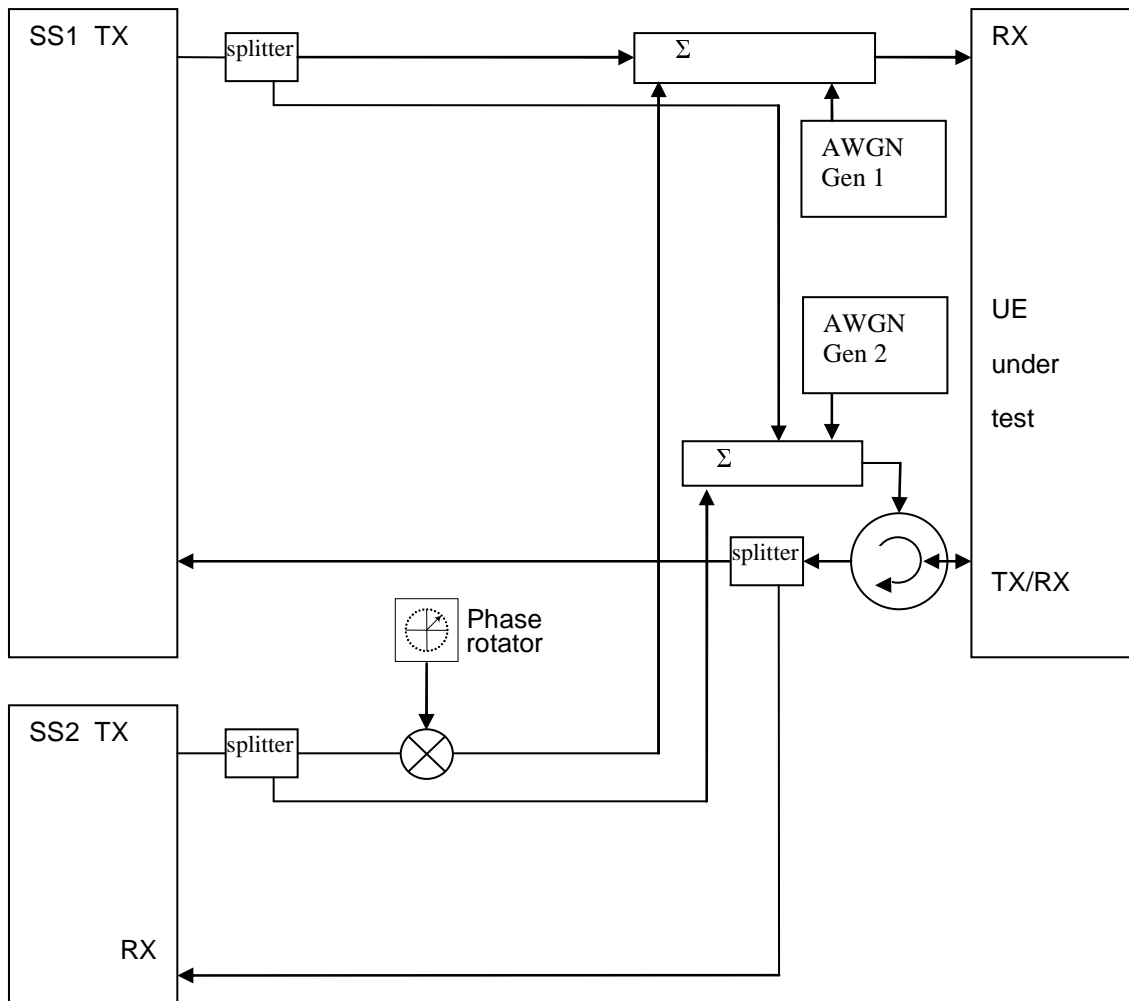 SS1 TX
splitter
Σ
RX
AWGN
Gen 1
AWGN
Gen 2
UE
under
test
Σ
splitter
TX/RX
Phase
rotator
SS2 TX
splitter
RX